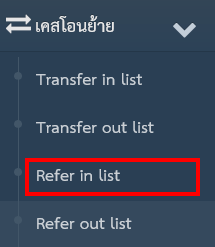 เคสโอนย้าย
Transfer in list
Transfer out list
Refer in list
Refer out list